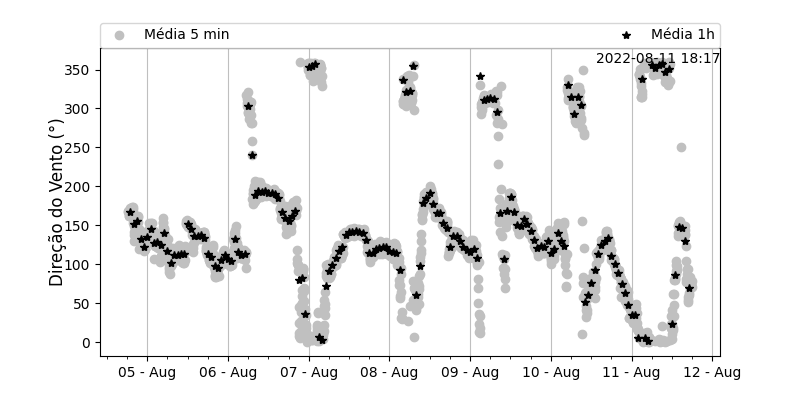 Média 5 min
Média 1h
2022-08-11 18:17
Direção do Vento (°)
350
300
250
200
150
100
50
0
05 - Aug
06 - Aug
07 - Aug
08 - Aug
09 - Aug
10 - Aug
11 - Aug
12 - Aug